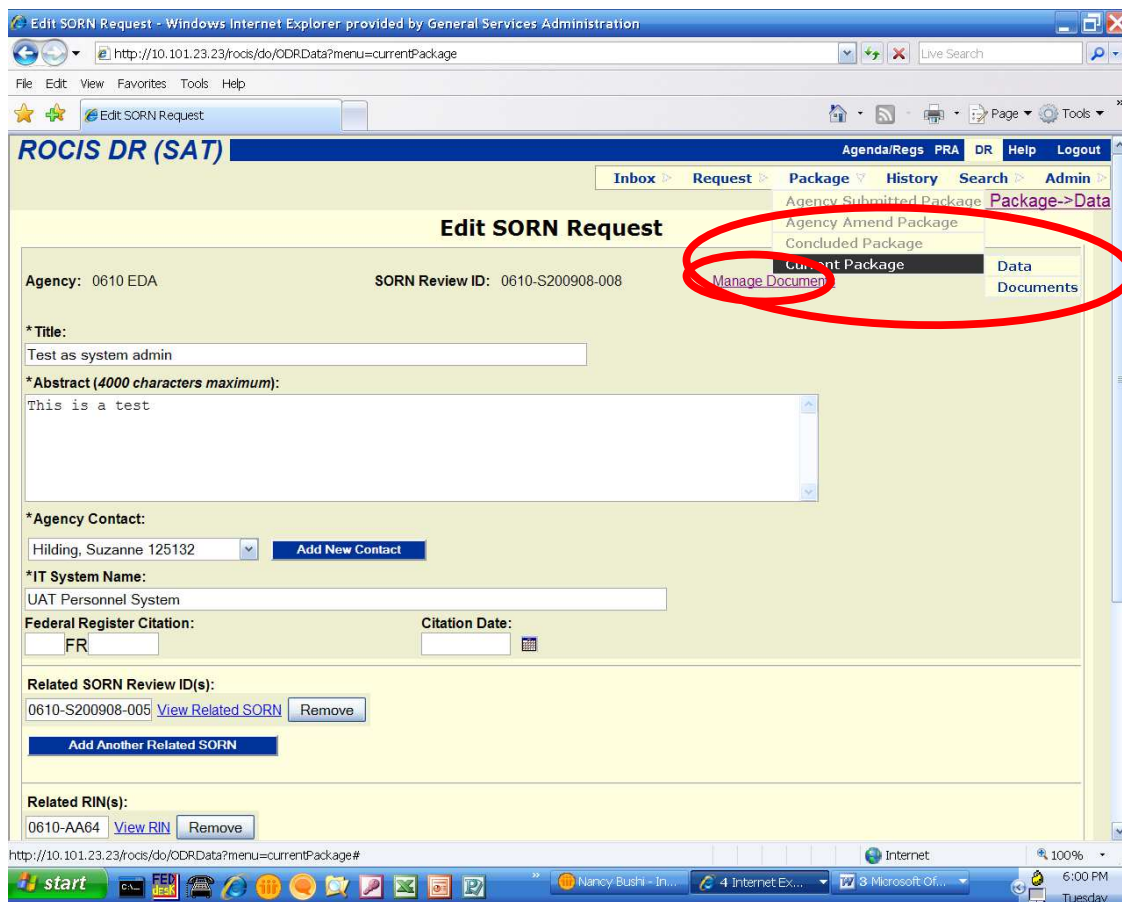 Edit SORN Request - Windows Internet Explorer provided by General Services Administration
http://10.101.23.23/rocis/do/ODRData?menu=currentPackage
Live Search
File Edit View Favorites Tools Help
Edit SORN Request
Page Tools »
ROCIS DR (SAT)
Agenda/Regs PRA DR Help Logout
Inbox Request Package History Search Admin
Agency Submitted Package Package->Data
Agency Amend Package
Edit SORN Request
Concluded Package
Current Package
Data
Documents
Agency: 0610 EDA SORN Review ID: 0610-S200908-008 Manage Document
*Title:
Test as system admin
*Abstract (4000 characters maximum):
This is a test
*Agency Contact:
Hilding, Suzanne 125132 Add New Contact
*IT System Name:
UAT Personnel System
Federal Register Citation: Citation Date:
FR
Related SORN Review ID(s):
0610-S200908-005 View Related SORN Remove
Add Another Related SORN
Related RIN(s):
0610-AA64 View RIN Remove
http://10.101.23.23/rocis/do/ODRData?menu=currentPackage#
Internet 100%
start FED desk » Nancy Bushi - In... 4 Internet Ex... 3 Microsoft Of... 6:00 PM
Tuesday